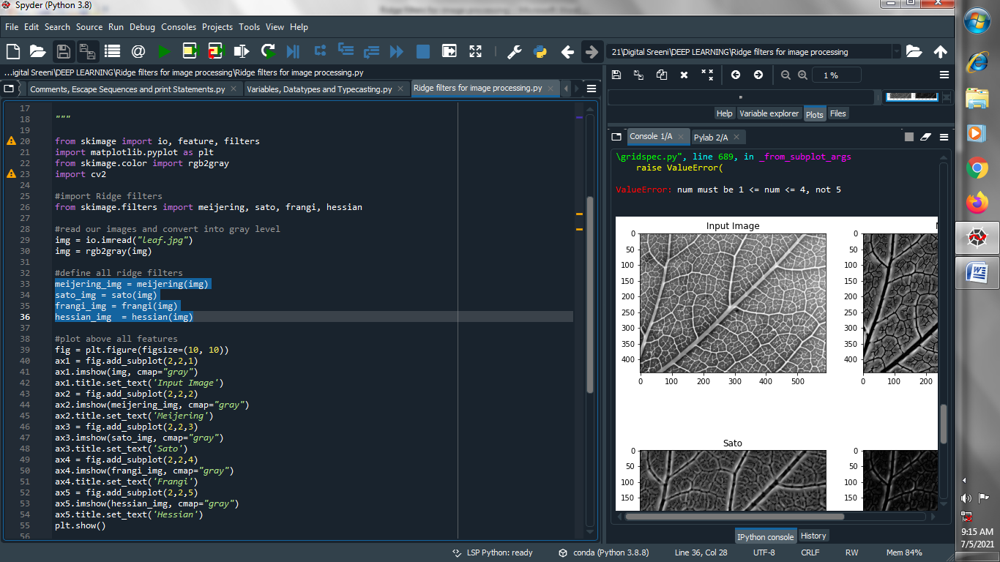 Spyder (Python 3.8)
File Edit Search Source Run Debug Consoles Projects Tools View Help
21\Digital Sreeni\DEEP LEARNING\Ridge filters for image processing
...igital Sreeni\DEEP LEARNING\Ridge filters for image processing\Ridge filters for image processing.py
Comments, Escape Sequences and print Statements.py
Variables, Datatypes and Typecasting.py
Ridge filters for image processing.py
17
18 """
19
20 from skimage import io, feature, filters
21 import matplotlib.pyplot as plt
22 from skimage.color import rgb2gray
23 import cv2
24
25 #import Ridge filters
26 from skimage.filters import meijering, sato, frangi, hessian
27
28 #read our images and convert into gray level
29 img = io.imread("leaf.jpg")
30 img = rgb2gray(img)
31
32 #define all ridge filters
33 meijering_img = meijering(img)
34 sato_img = sato(img)
35 frangi_img = frangi(img)
36 hessian_img  = hessian(img)
37
38 #plot above all features
39 fig = plt.figure(figsize=(10, 10))
40 ax1 = fig.add_subplot(2,2,1)
41 ax1.imshow(img, cmap="gray")
42 ax1.title.set_text('Input Image')
43 ax2 = fig.add_subplot(2,2,2)
44 ax2.imshow(meijering_img, cmap="gray")
45 ax2.title.set_text('Meijering')
46 ax3 = fig.add_subplot(2,2,3)
47 ax3.imshow(sato_img, cmap="gray")
48 ax3.title.set_text('Sato')
49 ax4 = fig.add_subplot(2,2,4)
50 ax4.imshow(frangi_img, cmap="gray")
51 ax4.title.set_text('Frangi')
52 ax5 = fig.add_subplot(2,2,5)
53 ax5.imshow(hessian_img, cmap="gray")
54 ax5.title.set_text('Hessian')
55 plt.show()
56
1 %
Help Variable explorer Plots Files
Console 1/A Pylab 2/A
\gridspec.py", line 689, in _from_subplot_args
raise ValueError(
ValueError: num must be 1 <= num <= 4, not 5
Input Image
0 50 100 150 200 250 300 350 400
0 100 200 300 400 500
0 50 100 150 200 250 300 350 400
0 100 200
Sato
0 50 100 150
0 50 100 150
IPython console History
LSP Python: ready conda (Python 3.8.8) Line 36, Col 28 UTF-8 CRLF RW Mem 84%
9:15 AM
7/5/2021